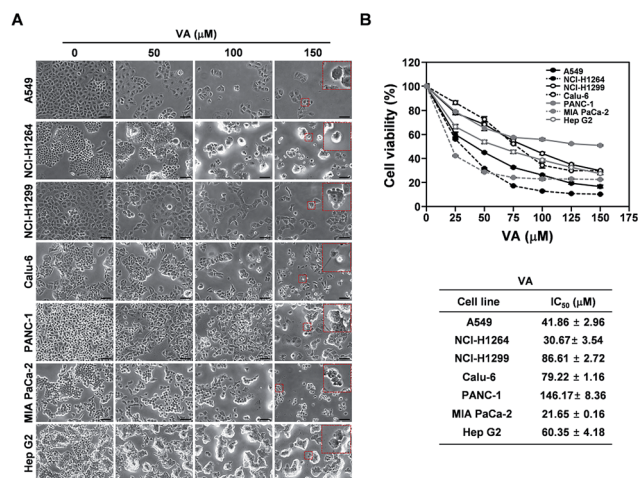 A
VA (μM)
0 50 100 150
A549
NCI-H1264
NCI-H1299
Calu-6
PANC-1
MIA PaCa-2
Hep G2
B
Cell viability (%)
120
100
80
60
40
20
0
0 25 50 75 100 125 150 175
VA (μM)
A549
NCI-H1264
NCI-H1299
Calu-6
PANC-1
MIA PaCa-2
Hep G2
VA
Cell line IC50 (μM)
A549 41.86 ± 2.96
NCI-H1264 30.67± 3.54
NCI-H1299 86.61 ± 2.72
Calu-6 79.22 ± 1.16
PANC-1 146.17± 8.36
MIA PaCa-2 21.65 ± 0.16
Hep G2 60.35 ± 4.18